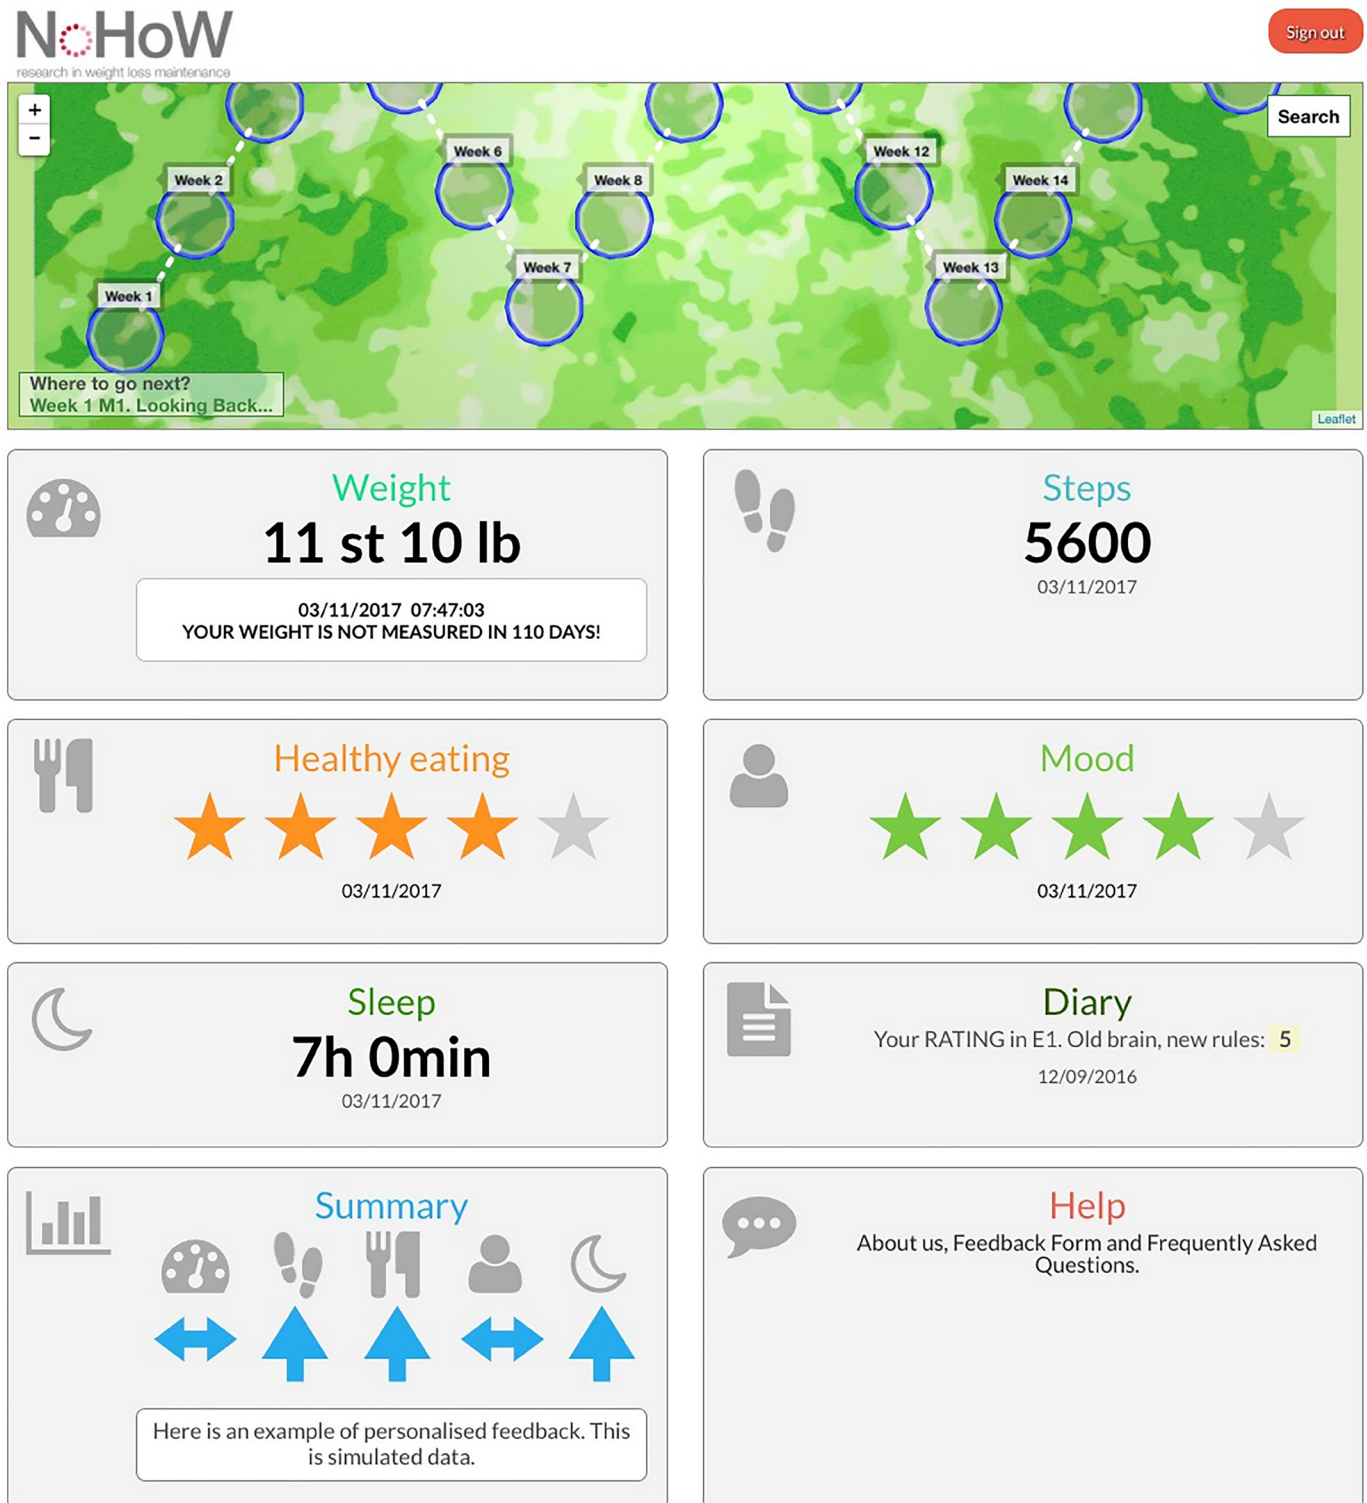 NoHoW
research in weight loss maintenance
Sign out
+
−
Search
Week 6
Week 12
Week 2
Week 8
Week 14
Week 7
Week 13
Week 1
Where to go next?
Week 1 M1. Looking Back...
Leaflet
Weight
11 st 10 lb
03/11/2017 07:47:03
YOUR WEIGHT IS NOT MEASURED IN 110 DAYS!
Steps
5600
03/11/2017
Healthy eating
03/11/2017
Mood
03/11/2017
Sleep
7h 0min
03/11/2017
Diary
Your RATING in E1. Old brain, new rules: 5
12/09/2016
Summary
Here is an example of personalised feedback. This
is simulated data.
Help
About us, Feedback Form and Frequently Asked
Questions.